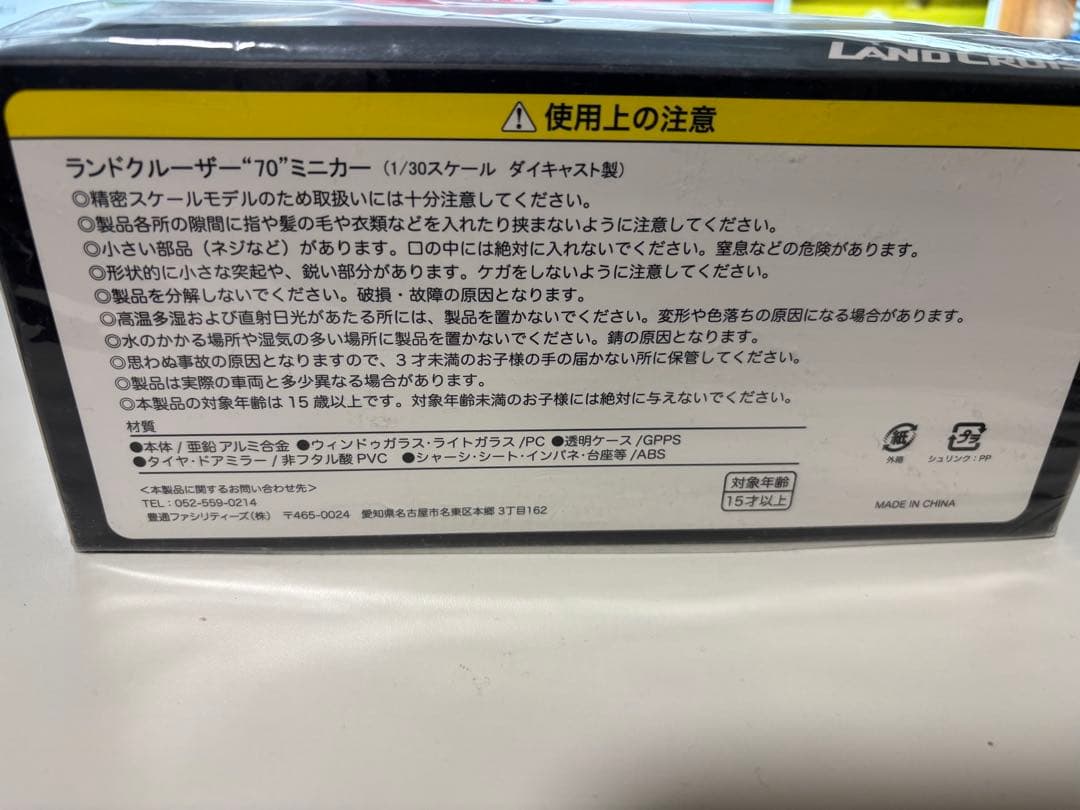 LAND CRUIS
⚠ 使用上の注意
ランドクルーザー“70”ミニカー（1/30スケール ダイキャスト製）
◎精密スケールモデルのため取扱いには十分注意してください。
◎製品各所の隙間に指や髪の毛や衣類などを入れたり挟まないように注意してください。
◎小さい部品（ネジなど）があります。口の中には絶対に入れないでください。窒息などの危険があります。
◎形状的に小さな突起や、鋭い部分があります。ケガをしないように注意してください。
◎製品を分解しないでください。破損・故障の原因となります。
◎高温多湿および直射日光があたる所には、製品を置かないでください。変形や色落ちの原因になる場合があります。
◎水のかかる場所や湿気の多い場所に製品を置かないでください。錆の原因となります。
◎思わぬ事故の原因となりますので、3才未満のお子様の手の届かない所に保管してください。
◎製品は実際の車両と多少異なる場合があります。
◎本製品の対象年齢は15歳以上です。対象年齢未満のお子様には絶対に与えないでください。
材質
●本体/亜鉛アルミ合金 ●ウィンドゥガラス・ライトガラス/PC ●透明ケース/GPPS
●タイヤ・ドアミラー/非フタル酸PVC ●シャーシ・シート・インパネ・台座等/ABS
紙
外箱
プラ
シュリンク：PP
＜本製品に関するお問い合わせ先＞
TEL：052-559-0214
豊通ファシリティーズ（株） 〒465-0024 愛知県名古屋市名東区本郷3丁目162
対象年齢
15才以上
MADE IN CHINA